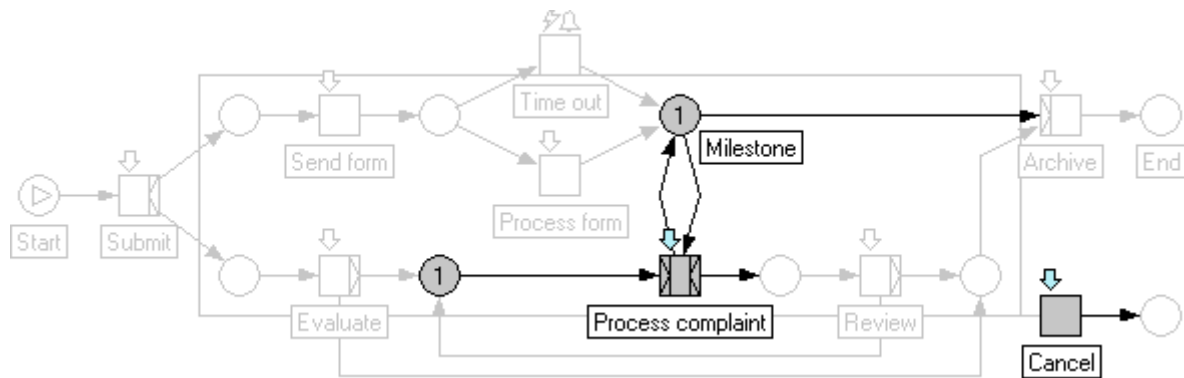 Time out
1
Milestone
Send form
Archive
End
Process form
Start
Submit
1
Evaluate
Process complaint
Review
Cancel